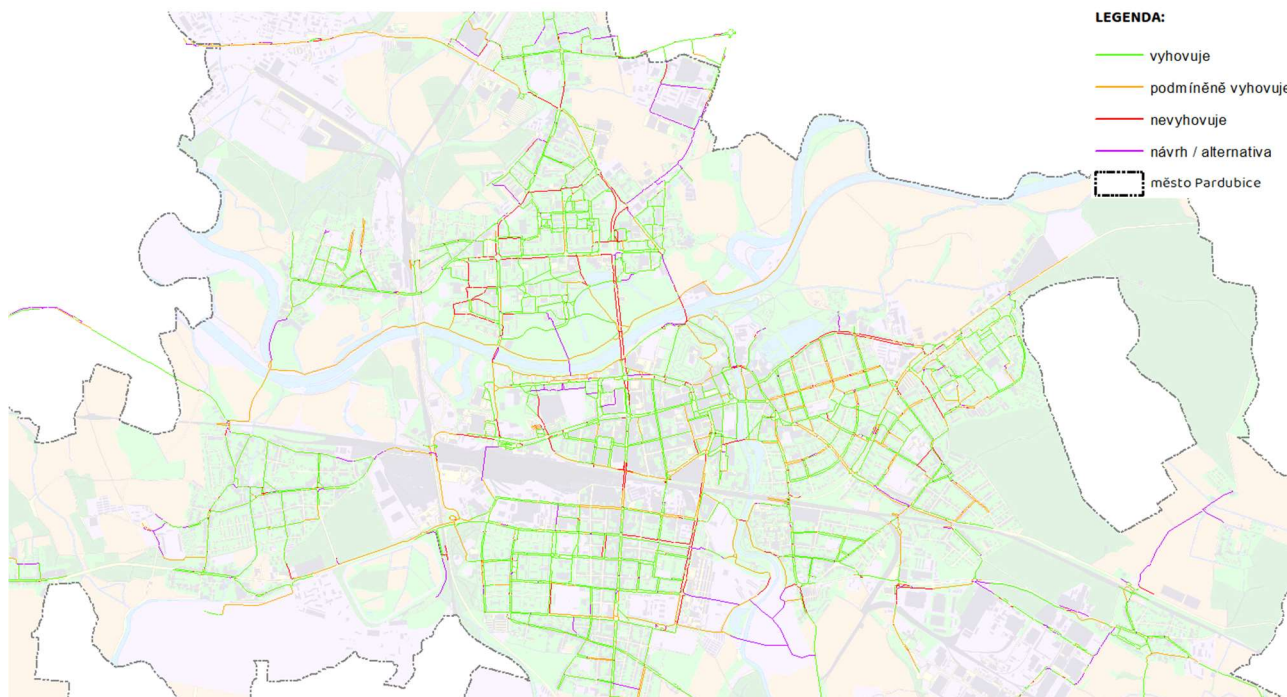 LEGENDA:
vyhovuje
podmíněně vyhovuje
nevyhovuje
návrh / alternativa
město Pardubice